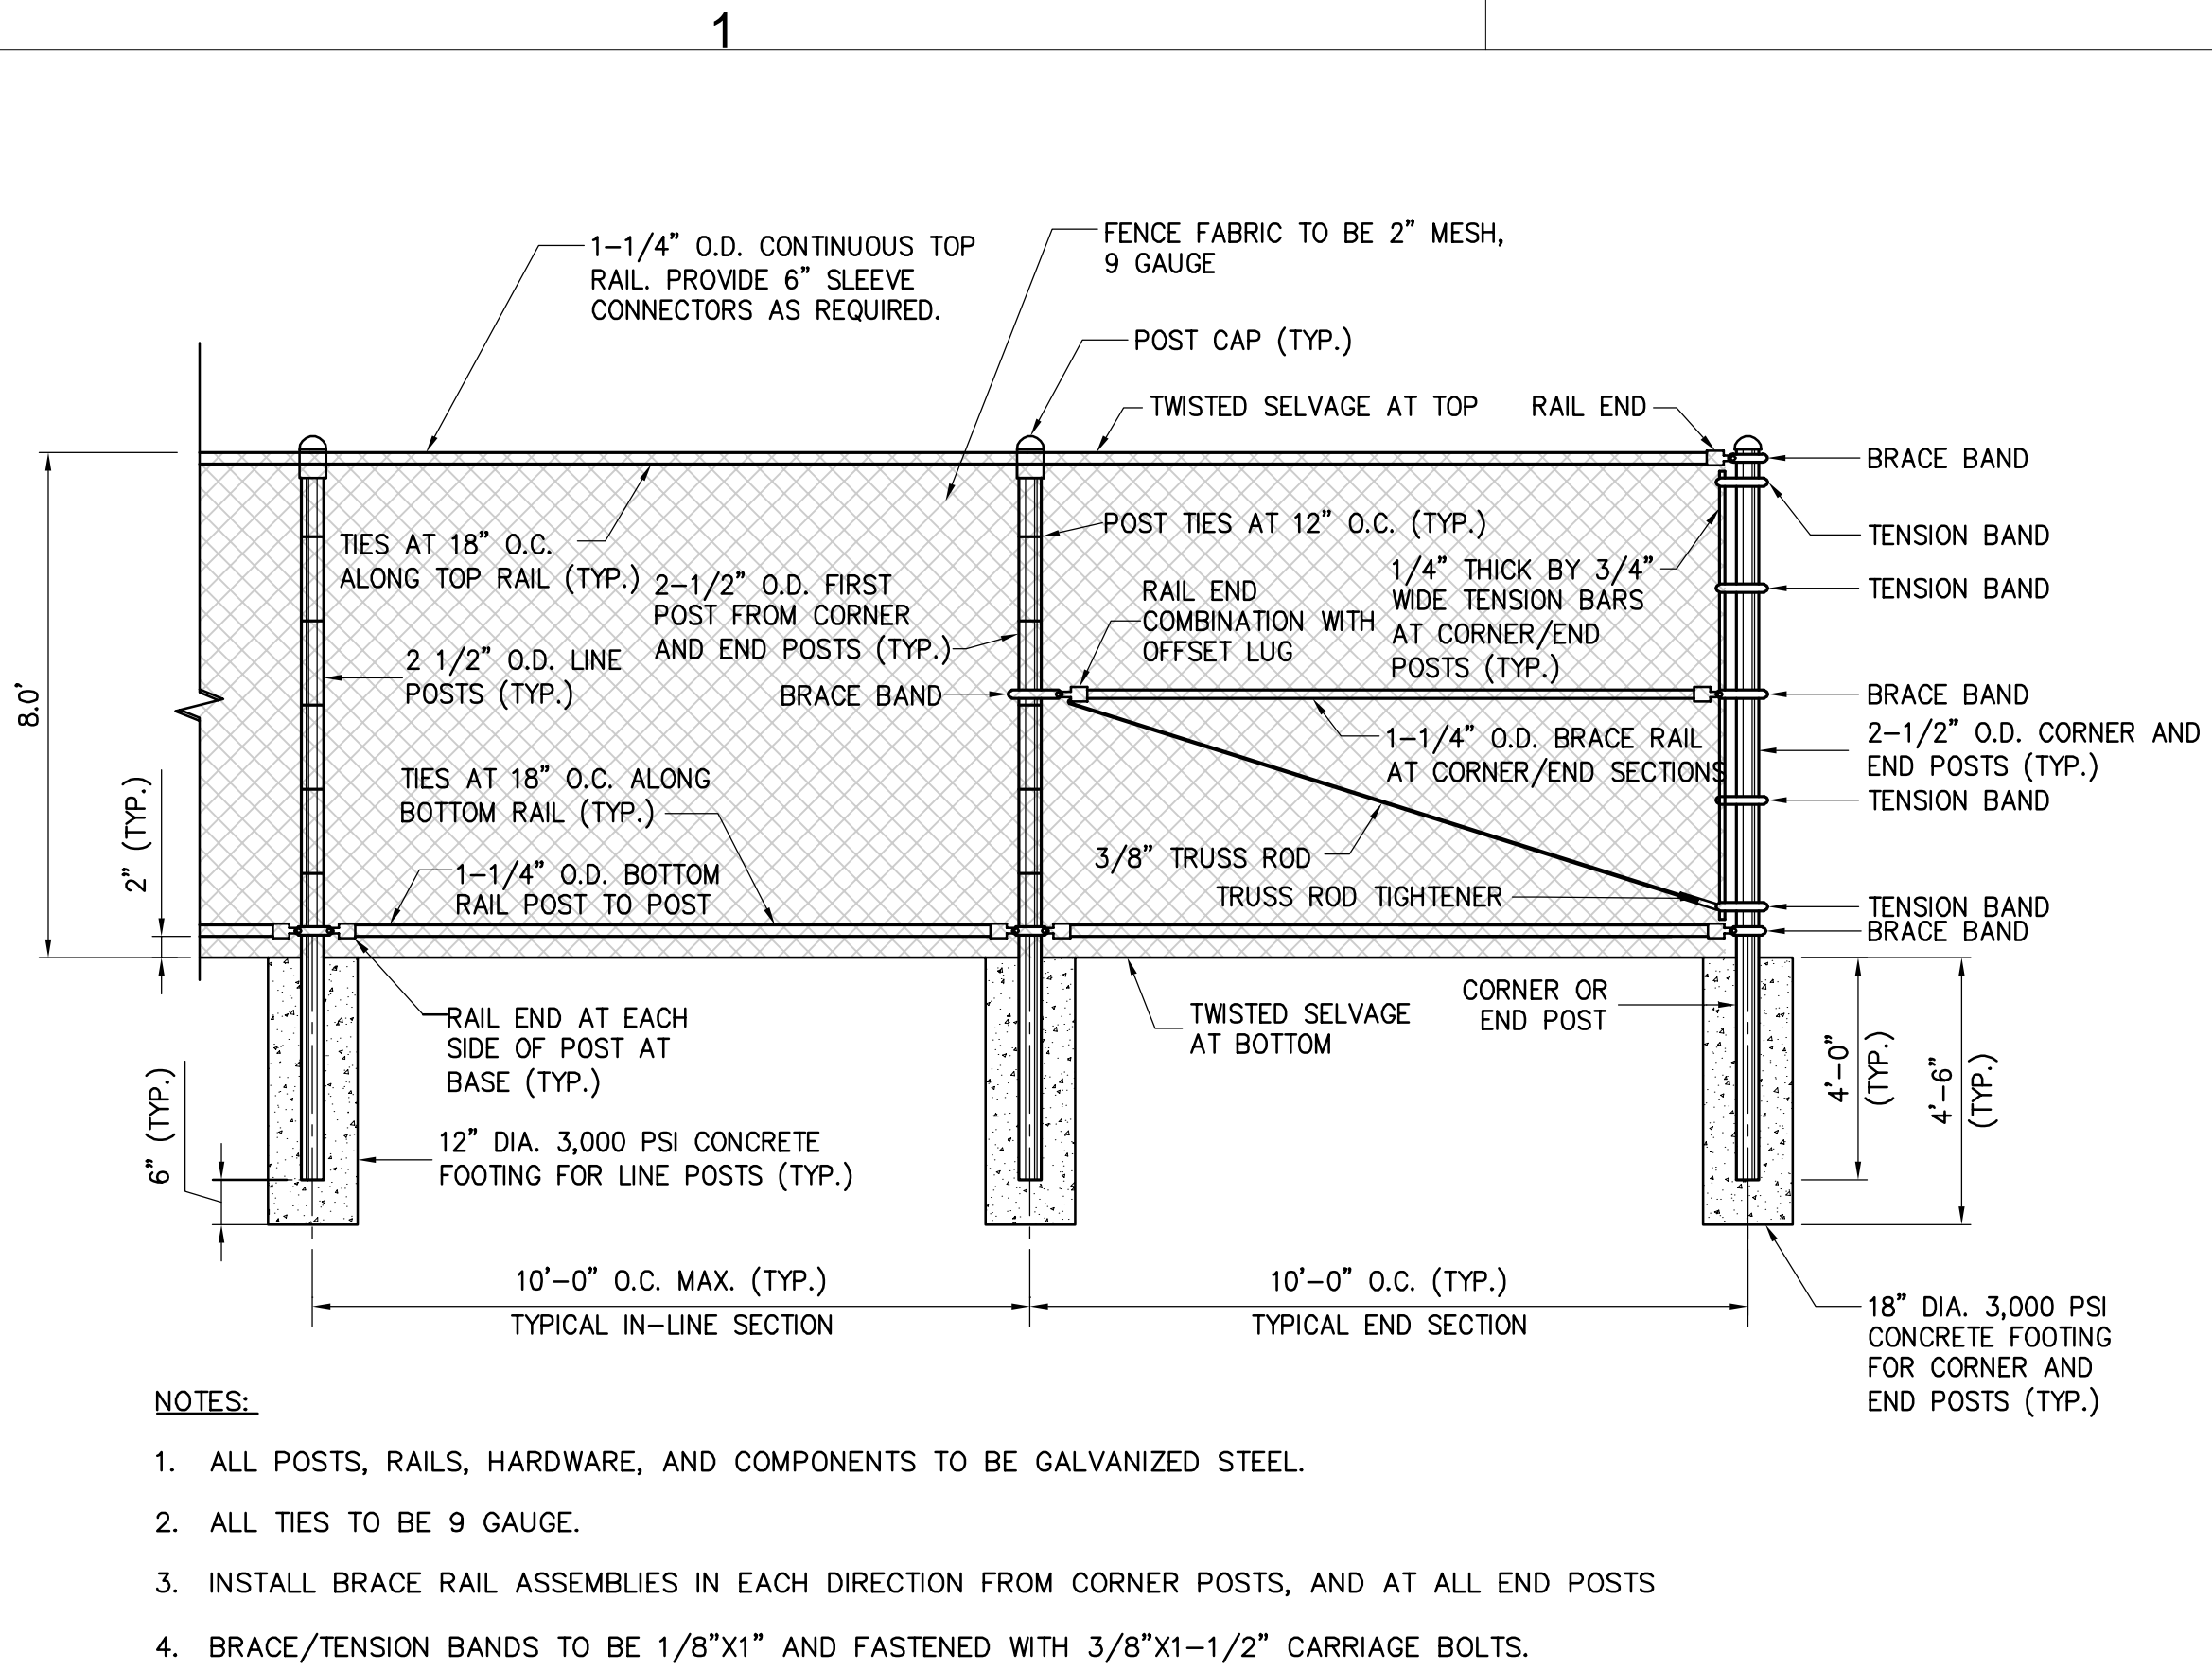 1
1-1/4" O.D. CONTINUOUS TOP
RAIL. PROVIDE 6" SLEEVE
CONNECTORS AS REQUIRED.
FENCE FABRIC TO BE 2" MESH,
9 GAUGE
POST CAP (TYP.)
TWISTED SELVAGE AT TOP
RAIL END
BRACE BAND
TENSION BAND
TIES AT 18" O.C.
ALONG TOP RAIL (TYP.)
POST TIES AT 12" O.C. (TYP.)
2-1/2" O.D. FIRST
POST FROM CORNER
AND END POSTS (TYP.)
RAIL END
COMBINATION WITH
OFFSET LUG
1/4" THICK BY 3/4"
WIDE TENSION BARS
AT CORNER/END
POSTS (TYP.)
TENSION BAND
2 1/2" O.D. LINE
POSTS (TYP.)
BRACE BAND
BRACE BAND
8.0'
1-1/4" O.D. BRACE RAIL
AT CORNER/END SECTIONS
2-1/2" O.D. CORNER AND
END POSTS (TYP.)
TENSION BAND
TIES AT 18" O.C. ALONG
BOTTOM RAIL (TYP.)
2" (TYP.)
3/8" TRUSS ROD
TRUSS ROD TIGHTENER
1-1/4" O.D. BOTTOM
RAIL POST TO POST
TENSION BAND
BRACE BAND
RAIL END AT EACH
SIDE OF POST AT
BASE (TYP.)
TWISTED SELVAGE
AT BOTTOM
CORNER OR
END POST
4'-0"
(TYP.)
4'-6"
(TYP.)
6" (TYP.)
12" DIA. 3,000 PSI CONCRETE
FOOTING FOR LINE POSTS (TYP.)
10'-0" O.C. MAX. (TYP.)
TYPICAL IN-LINE SECTION
10'-0" O.C. (TYP.)
TYPICAL END SECTION
18" DIA. 3,000 PSI
CONCRETE FOOTING
FOR CORNER AND
END POSTS (TYP.)
NOTES:
1. ALL POSTS, RAILS, HARDWARE, AND COMPONENTS TO BE GALVANIZED STEEL.
2. ALL TIES TO BE 9 GAUGE.
3. INSTALL BRACE RAIL ASSEMBLIES IN EACH DIRECTION FROM CORNER POSTS, AND AT ALL END POSTS
4. BRACE/TENSION BANDS TO BE 1/8"X1" AND FASTENED WITH 3/8"X1-1/2" CARRIAGE BOLTS.